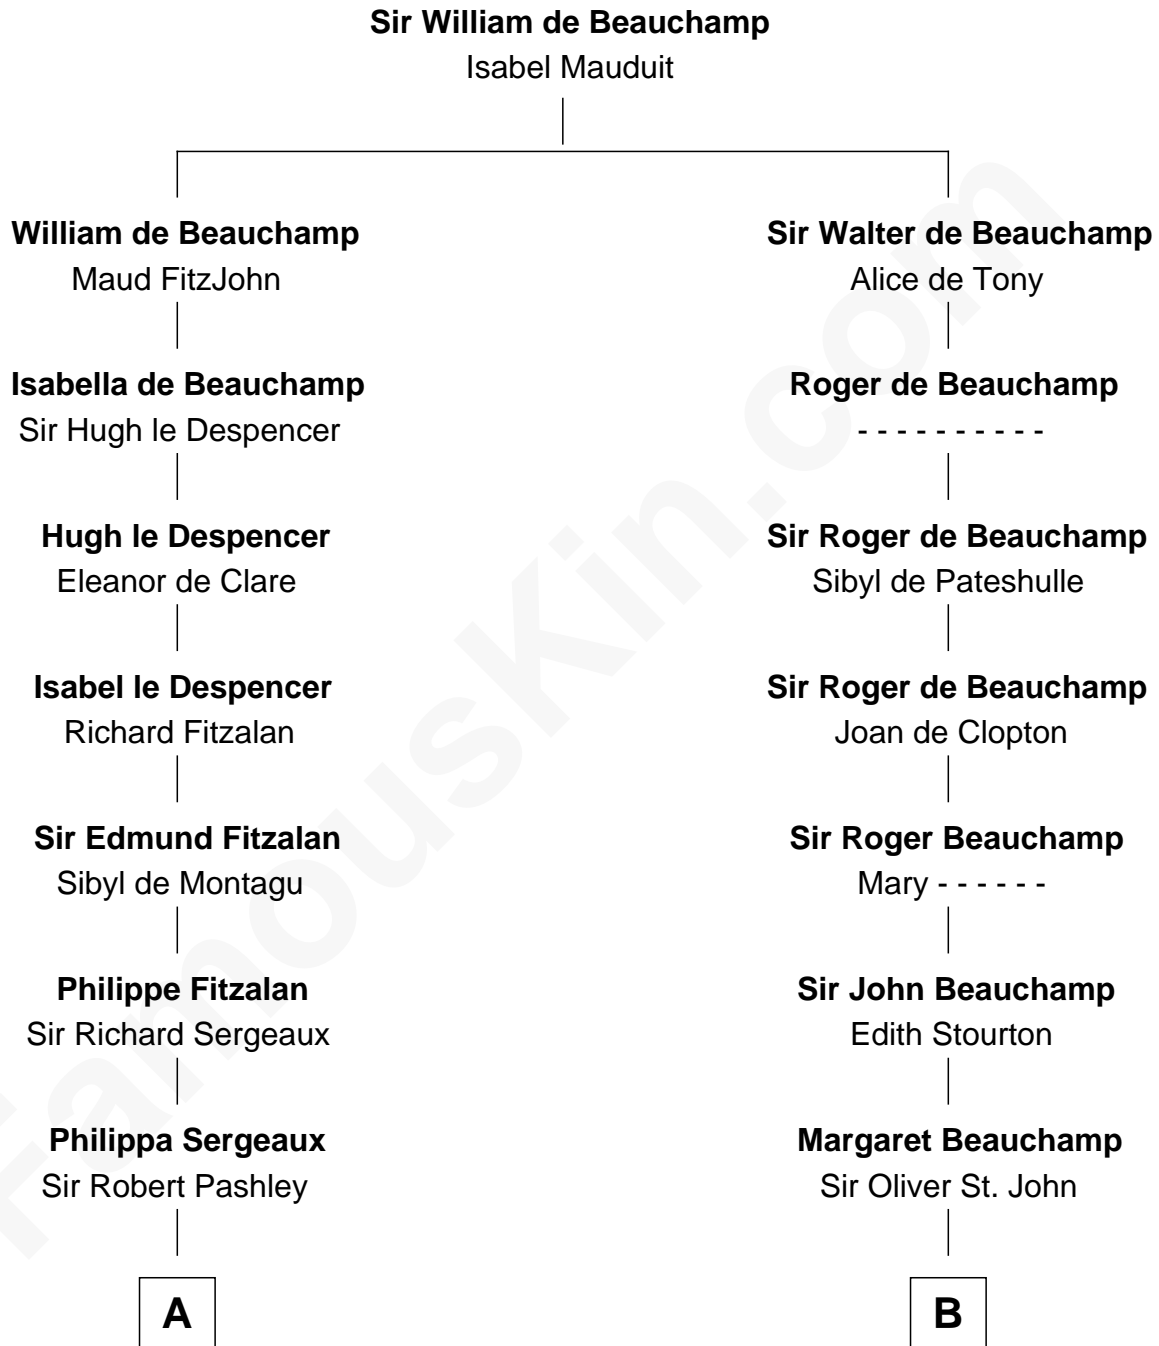 Sir William de Beauchamp
Isabel Mauduit
William de Beauchamp
Maud FitzJohn
Sir Walter de Beauchamp
Alice de Tony
Isabella de Beauchamp
Sir Hugh le Despencer
Roger de Beauchamp
- - - - - - - - - -
Hugh le Despencer
Eleanor de Clare
Sir Roger de Beauchamp
Sibyl de Pateshulle
Isabel le Despencer
Richard Fitzalan
Sir Roger de Beauchamp
Joan de Clopton
Sir Edmund Fitzalan
Sibyl de Montagu
Sir Roger Beauchamp
Mary - - - - - -
Philippe Fitzalan
Sir Richard Sergeaux
Sir John Beauchamp
Edith Stourton
Philippa Sergeaux
Sir Robert Pashley
Margaret Beauchamp
Sir Oliver St. John
A
B
FamousKin.com